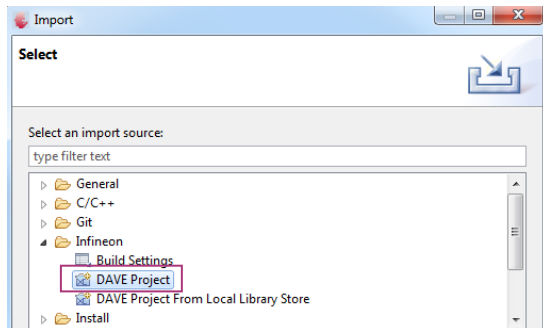 Import
Select
Select an import source:
type filter text
General
C/C++
Git
Infineon
Build Settings
DAVE Project
DAVE Project From Local Library Store
Install